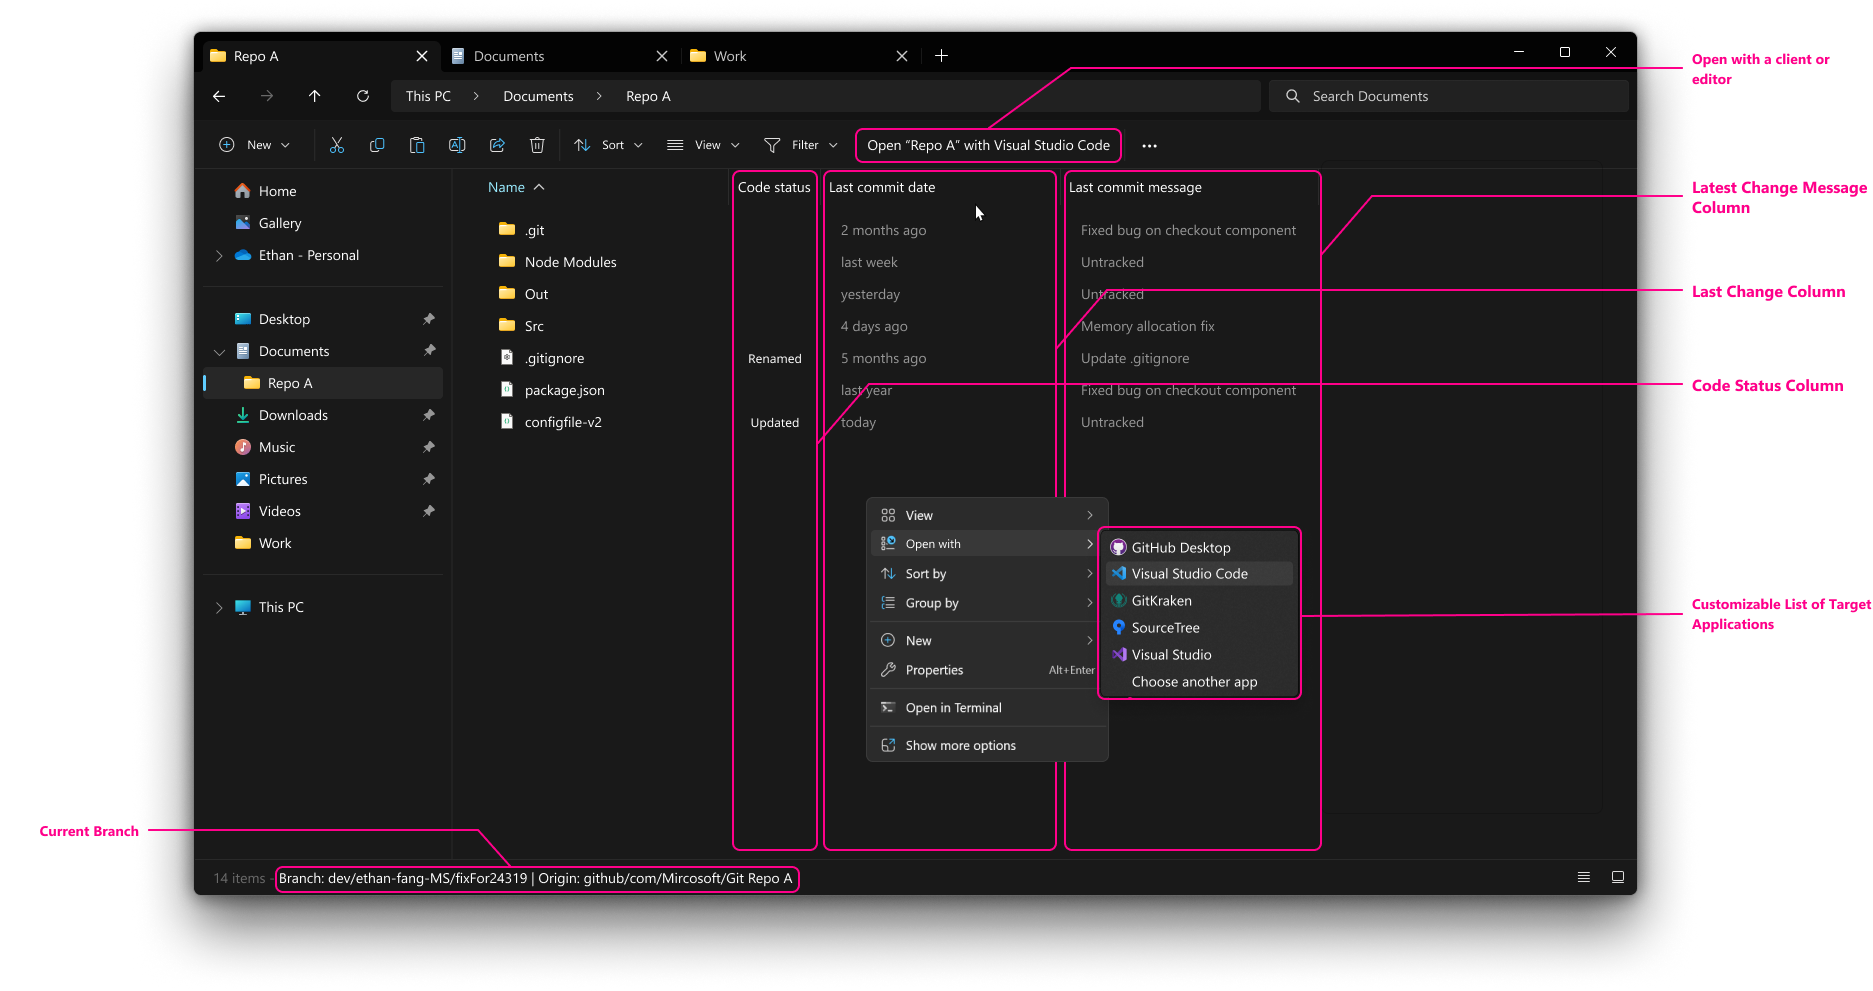 Repo A
Documents
Work
Open with a client or
editor
This PC
Documents
Repo A
Search Documents
New
Sort
View
Filter
Open “Repo A” with Visual Studio Code
Home
Gallery
Ethan - Personal
Desktop
Documents
Repo A
Downloads
Music
Pictures
Videos
Work
This PC
Name
Code status
Last commit date
Last commit message
.git
2 months ago
Fixed bug on checkout component
Node Modules
last week
Untracked
Out
yesterday
Untracked
Src
4 days ago
Memory allocation fix
.gitignore
Renamed
5 months ago
Update .gitignore
package.json
last year
Fixed bug on checkout component
configfile-v2
Updated
today
Untracked
Latest Change Message
Column
Last Change Column
Code Status Column
View
Open with
Sort by
Group by
New
Properties
Alt+Enter
Open in Terminal
Show more options
GitHub Desktop
Visual Studio Code
GitKraken
SourceTree
Visual Studio
Choose another app
Customizable List of Target
Applications
Current Branch
14 items - Branch: dev/ethan-fang-MS/fixFor24319 | Origin: github/com/Mircosoft/Git Repo A